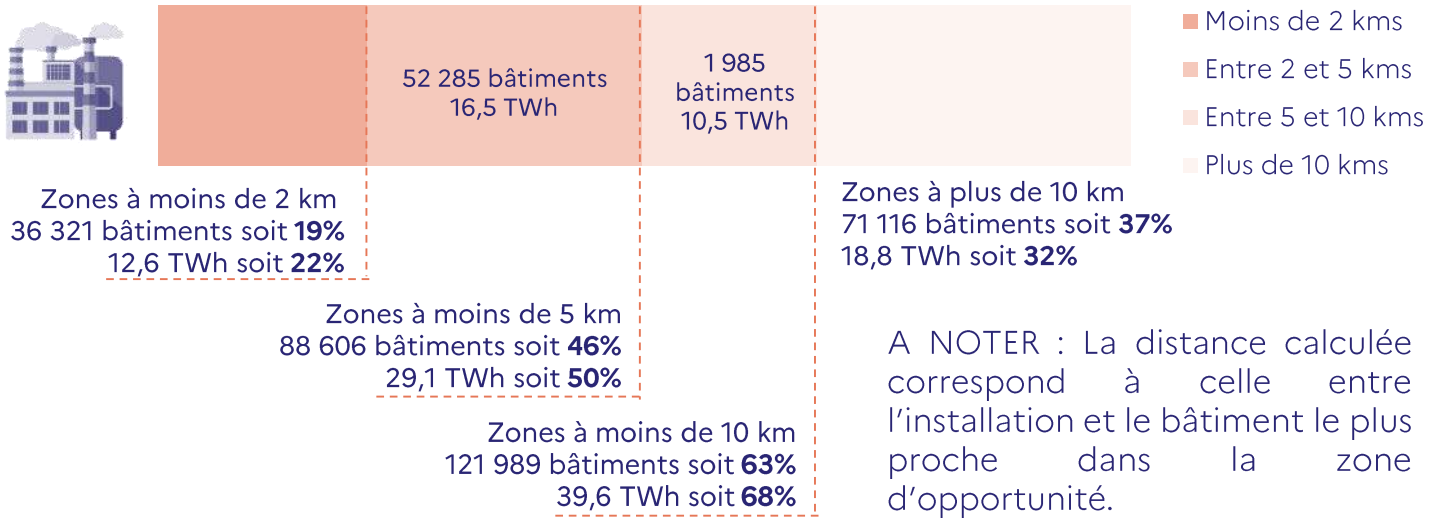 52 285 bâtiments
16,5 TWh
1 985
bâtiments
10,5 TWh
Moins de 2 kms
Entre 2 et 5 kms
Entre 5 et 10 kms
Plus de 10 kms
Zones à moins de 2 km
36 321 bâtiments soit 19%
12,6 TWh soit 22%
Zones à plus de 10 km
71 116 bâtiments soit 37%
18,8 TWh soit 32%
Zones à moins de 5 km
88 606 bâtiments soit 46%
29,1 TWh soit 50%
Zones à moins de 10 km
121 989 bâtiments soit 63%
39,6 TWh soit 68%
A NOTER : La distance calculée
correspond à celle entre
l'installation et le bâtiment le plus
proche dans la zone
d'opportunité.